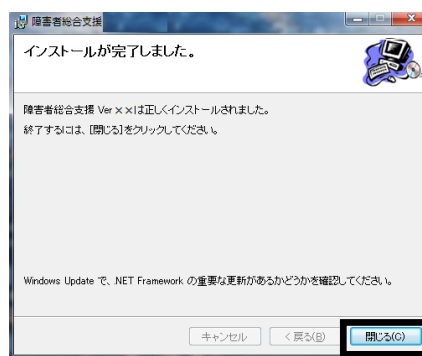 障害者総合支援
インストールが完了しました。
障害者総合支援 Ver××は正しくインストールされました。
終了するには、[閉じる]をクリックしてください。
Windows Update で、.NET Framework の重要な更新があるかどうかを確認してください。
キャンセル
< 戻る(B)
閉じる(C)